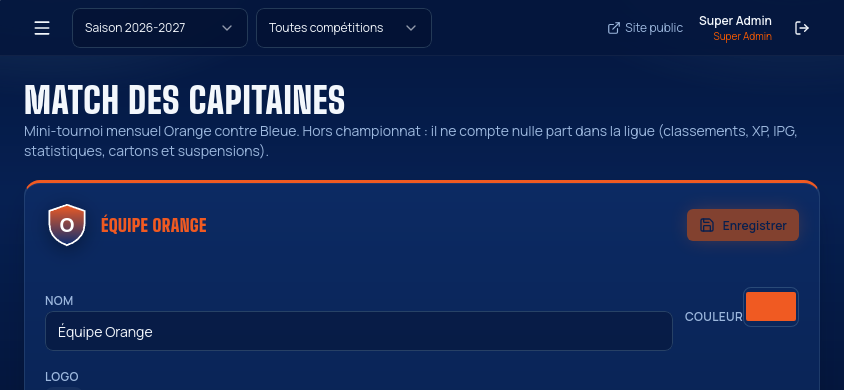 Saison 2026-2027
Toutes compétitions
Site public
Super Admin
Super Admin
MATCH DES CAPITAINES
Mini-tournoi mensuel Orange contre Bleue. Hors championnat : il ne compte nulle part dans la ligue (classements, XP, IPG,
statistiques, cartons et suspensions).
O
ÉQUIPE ORANGE
Enregistrer
NOM
COULEUR
Équipe Orange
LOGO